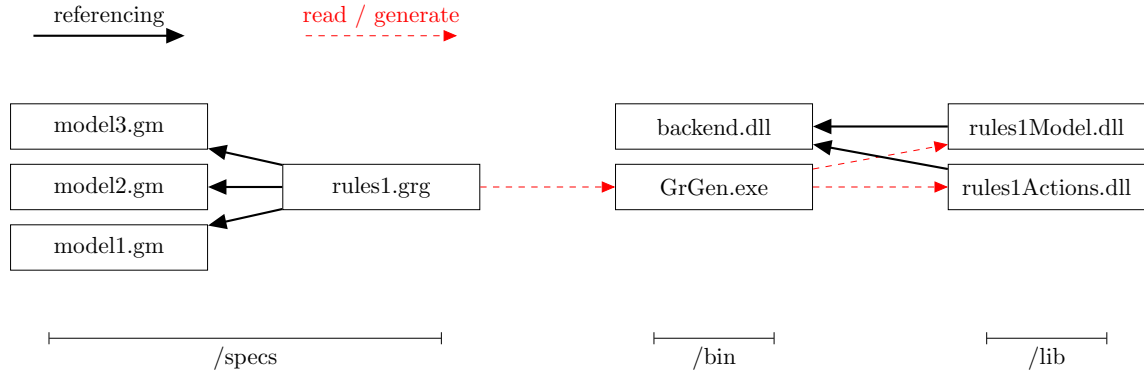 referencing
read / generate
model3.gm
backend.dll
rules1Model.dll
model2.gm
rules1.grg
GrGen.exe
rules1Actions.dll
model1.gm
/specs
/bin
/lib